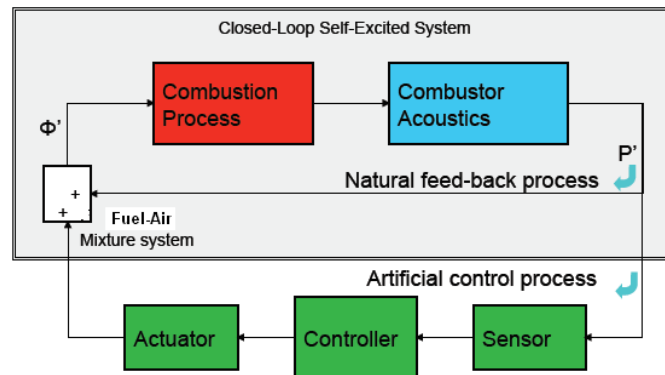 Closed-Loop Self-Excited System
Combustion
Process
Combustor
Acoustics
Φ'
P'
Natural feed-back process
+
+
Fuel-Air
Mixture system
Artificial control process
Actuator
Controller
Sensor